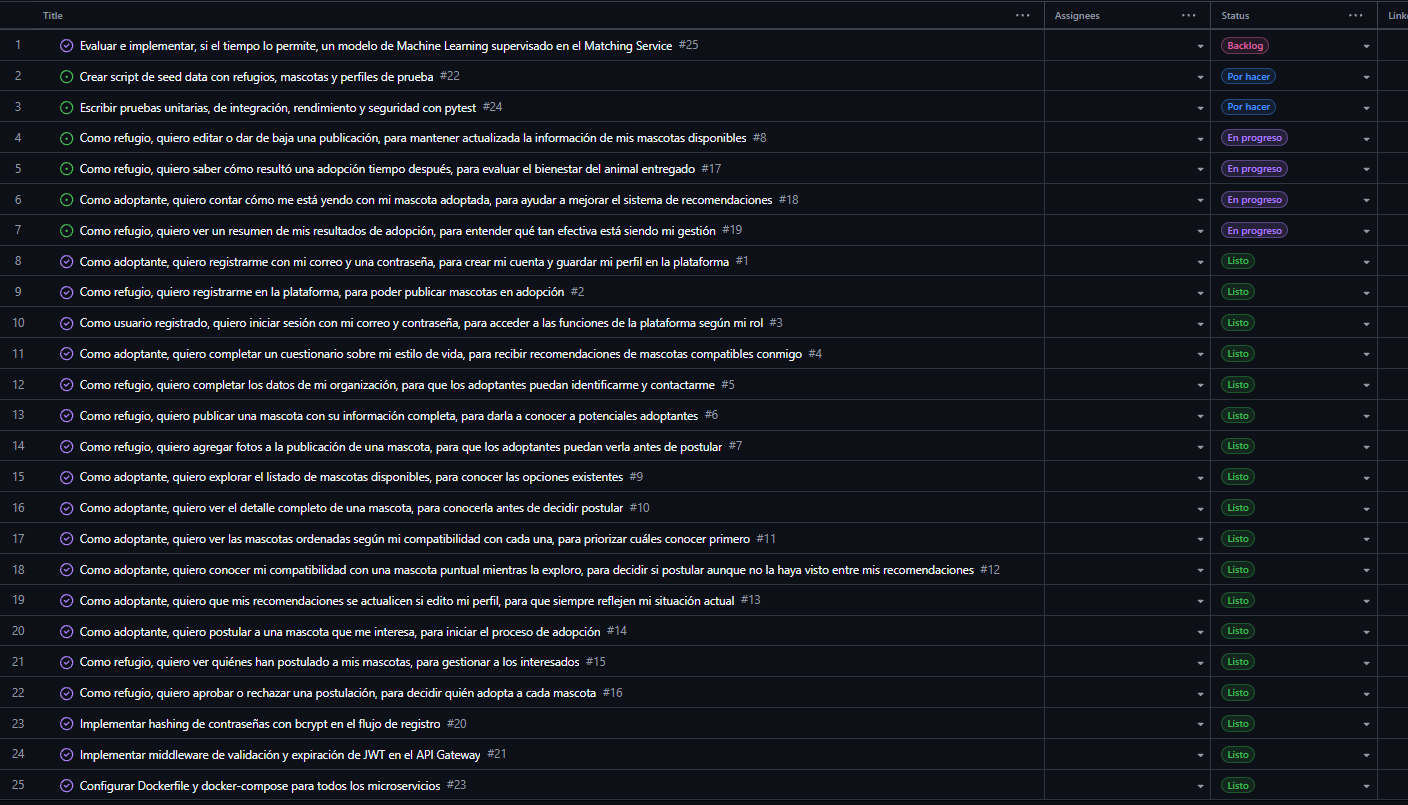 Title ... Assignees ... Status ... Link
1 Evaluar e implementar, si el tiempo lo permite, un modelo de Machine Learning supervisado en el Matching Service #25 Backlog
2 Crear script de seed data con refugios, mascotas y perfiles de prueba #22 Por hacer
3 Escribir pruebas unitarias, de integración, rendimiento y seguridad con pytest #24 Por hacer
4 Como refugio, quiero editar o dar de baja una publicación, para mantener actualizada la información de mis mascotas disponibles #8 En progreso
5 Como refugio, quiero saber cómo resultó una adopción tiempo después, para evaluar el bienestar del animal entregado #17 En progreso
6 Como adoptante, quiero contar cómo me está yendo con mi mascota adoptada, para ayudar a mejorar el sistema de recomendaciones #18 En progreso
7 Como refugio, quiero ver un resumen de mis resultados de adopción, para entender qué tan efectiva está siendo mi gestión #19 En progreso
8 Como adoptante, quiero registrarme con mi correo y una contraseña, para crear mi cuenta y guardar mi perfil en la plataforma #1 Listo
9 Como refugio, quiero registrarme en la plataforma, para poder publicar mascotas en adopción #2 Listo
10 Como usuario registrado, quiero iniciar sesión con mi correo y contraseña, para acceder a las funciones de la plataforma según mi rol #3 Listo
11 Como adoptante, quiero completar un cuestionario sobre mi estilo de vida, para recibir recomendaciones de mascotas compatibles conmigo #4 Listo
12 Como refugio, quiero completar los datos de mi organización, para que los adoptantes puedan identificarme y contactarme #5 Listo
13 Como refugio, quiero publicar una mascota con su información completa, para darla a conocer a potenciales adoptantes #6 Listo
14 Como refugio, quiero agregar fotos a la publicación de una mascota, para que los adoptantes puedan verla antes de postular #7 Listo
15 Como adoptante, quiero explorar el listado de mascotas disponibles, para conocer las opciones existentes #9 Listo
16 Como adoptante, quiero ver el detalle completo de una mascota, para conocerla antes de decidir postular #10 Listo
17 Como adoptante, quiero ver las mascotas ordenadas según mi compatibilidad con cada una, para priorizar cuáles conocer primero #11 Listo
18 Como adoptante, quiero conocer mi compatibilidad con una mascota puntual mientras la exploro, para decidir si postular aunque no la haya visto entre mis recomendaciones #12 Listo
19 Como adoptante, quiero que mis recomendaciones se actualicen si edito mi perfil, para que siempre reflejen mi situación actual #13 Listo
20 Como adoptante, quiero postular a una mascota que me interesa, para iniciar el proceso de adopción #14 Listo
21 Como refugio, quiero ver quiénes han postulado a mis mascotas, para gestionar a los interesados #15 Listo
22 Como refugio, quiero aprobar o rechazar una postulación, para decidir quién adopta a cada mascota #16 Listo
23 Implementar hashing de contraseñas con bcrypt en el flujo de registro #20 Listo
24 Implementar middleware de validación y expiración de JWT en el API Gateway #21 Listo
25 Configurar Dockerfile y docker-compose para todos los microservicios #23 Listo